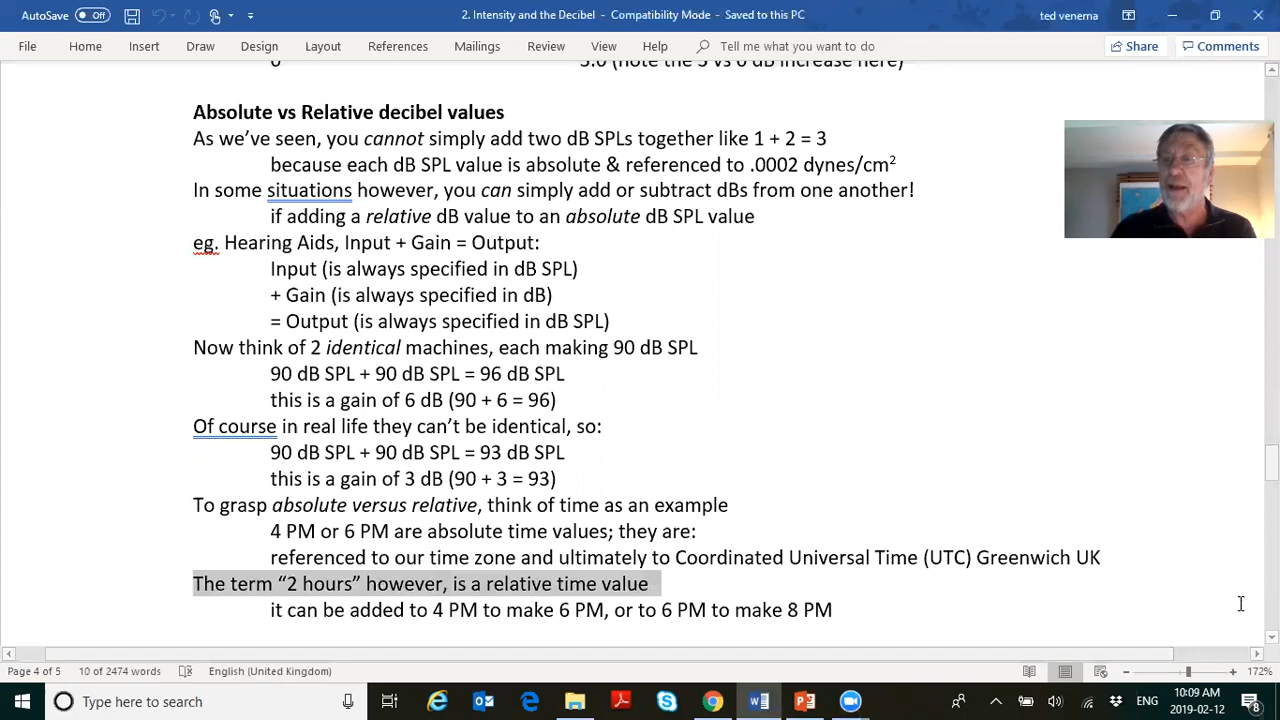 AutoSave Off
2. Intensity and the Decibel - Compatibility Mode - Saved to this PC
ted venema
File Home Insert Draw Design Layout References Mailings Review View Help Tell me what you want to do Share Comments
Absolute vs Relative decibel values
As we’ve seen, you cannot simply add two dB SPLs together like 1 + 2 = 3
because each dB SPL value is absolute & referenced to .0002 dynes/cm²
In some situations however, you can simply add or subtract dBs from one another!
if adding a relative dB value to an absolute dB SPL value
eg. Hearing Aids, Input + Gain = Output:
Input (is always specified in dB SPL)
+ Gain (is always specified in dB)
= Output (is always specified in dB SPL)
Now think of 2 identical machines, each making 90 dB SPL
90 dB SPL + 90 dB SPL = 96 dB SPL
this is a gain of 6 dB (90 + 6 = 96)
Of course in real life they can’t be identical, so:
90 dB SPL + 90 dB SPL = 93 dB SPL
this is a gain of 3 dB (90 + 3 = 93)
To grasp absolute versus relative, think of time as an example
4 PM or 6 PM are absolute time values; they are:
referenced to our time zone and ultimately to Coordinated Universal Time (UTC) Greenwich UK
The term “2 hours” however, is a relative time value
it can be added to 4 PM to make 6 PM, or to 6 PM to make 8 PM
Page 4 of 5 10 of 2474 words English (United Kingdom) 172%
Type here to search
ENG
10:09 AM
2019-02-12
8